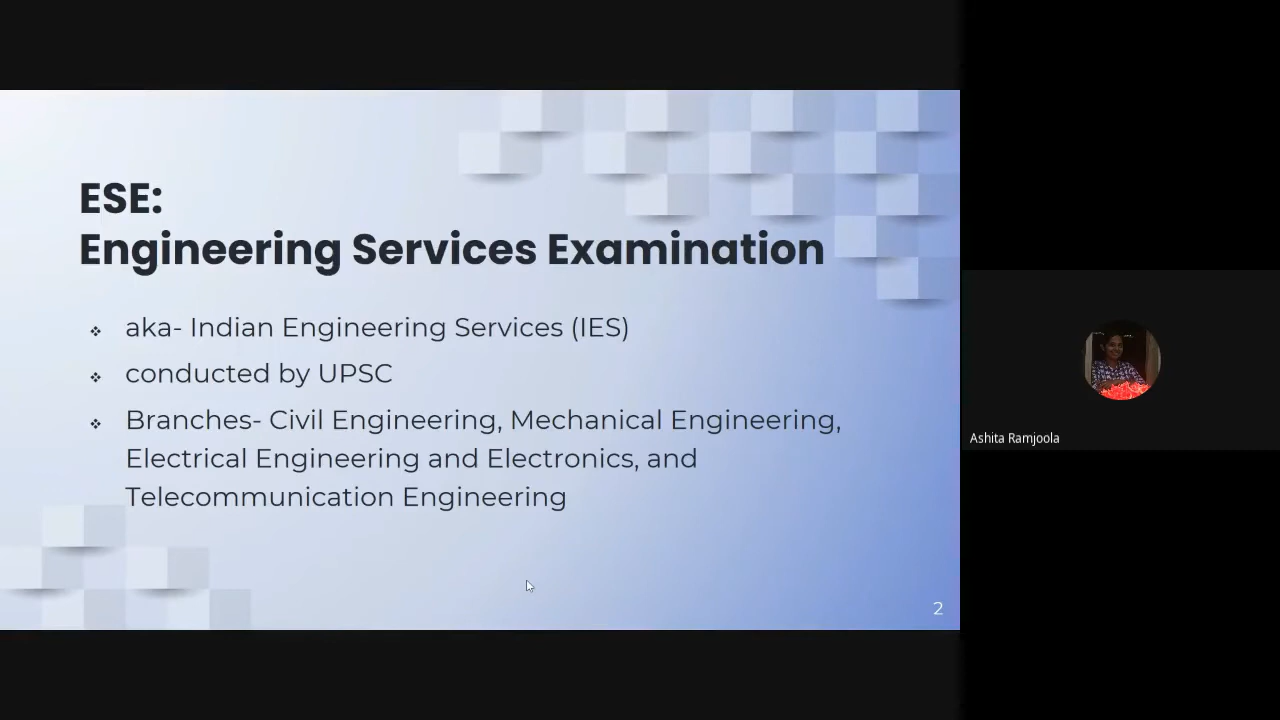 ESE:
Engineering Services Examination
aka- Indian Engineering Services (IES)
conducted by UPSC
Branches- Civil Engineering, Mechanical Engineering,
Electrical Engineering and Electronics, and
Telecommunication Engineering
2
Ashita Ramjoola